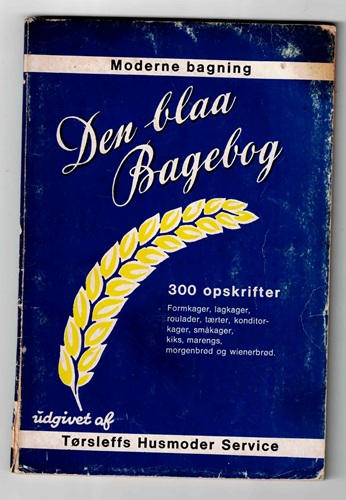 Moderne bagning
Den blaa
Bagebog
300 opskrifter
Formkager, lagkager,
roulader, tærter, konditor-
kager, småkager,
kiks, marengs,
morgenbrød og wienerbrød.
udgivet af
Tørsleffs Husmoder Service